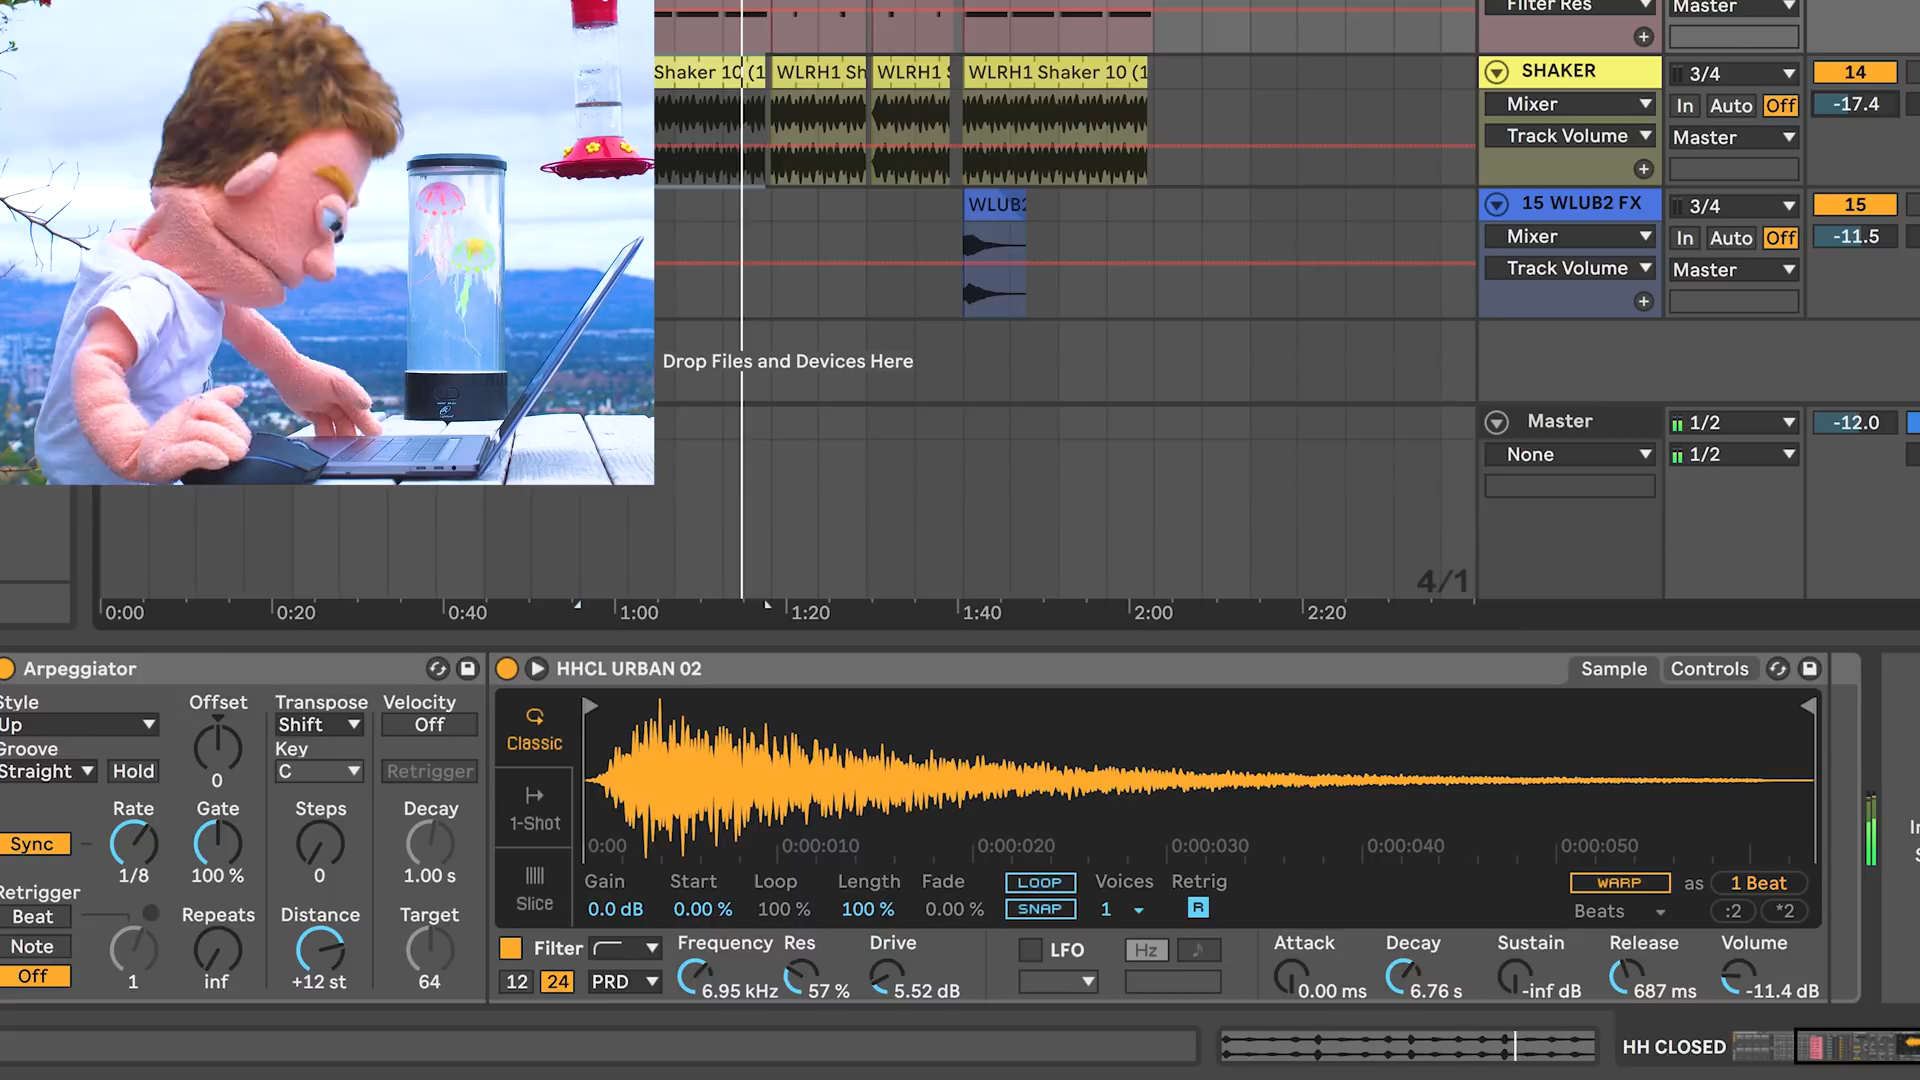 Filter Res
Master
Shaker 10 (1
WLRH1 Sh
WLRH1 S
WLRH1 Shaker 10 (1
SHAKER
3/4
14
Mixer
In Auto Off
-17.4
Track Volume
Master
WLUB2
15 WLUB2 FX
3/4
15
Mixer
In Auto Off
-11.5
Track Volume
Master
Drop Files and Devices Here
Master
1/2
-12.0
None
1/2
4/1
0:00 0:20 0:40 1:00 1:20 1:40 2:00 2:20
Arpeggiator
Style
Up
Groove
Straight
Hold
Offset
0
Transpose
Shift
Key
C
Velocity
Off
Retrigger
Rate
Gate
Steps
Decay
Sync
1/8
100 %
0
1.00 s
Retrigger
Beat
Note
Off
Repeats
Distance
Target
1
inf
+12 st
64
HHCL URBAN 02
Sample
Controls
Classic
1-Shot
Slice
0:00 0:00:010 0:00:020 0:00:030 0:00:040 0:00:050
Gain Start Loop Length Fade LOOP Voices Retrig
0.0 dB 0.00 % 100 % 100 % 0.00 % SNAP 1 R
WARP as 1 Beat
Beats :2 *2
Filter
12 24 PRD
Frequency Res Drive
6.95 kHz 57 % 5.52 dB
LFO Hz
Attack Decay Sustain Release Volume
0.00 ms 6.76 s -inf dB 687 ms -11.4 dB
HH CLOSED